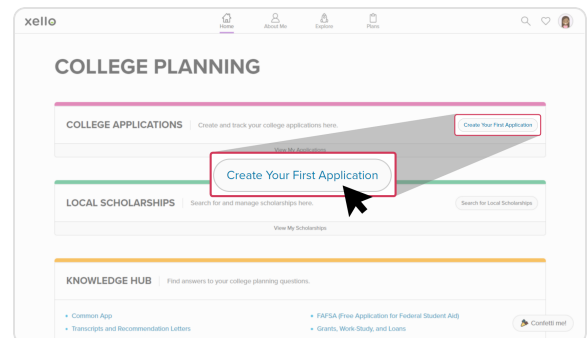 xello
Home About Me Explore Plans
COLLEGE PLANNING
COLLEGE APPLICATIONS Create and track your college applications here. Create Your First Application
View My Applications
Create Your First Application
LOCAL SCHOLARSHIPS Search for and manage scholarships here. Search for Local Scholarships
View My Scholarships
KNOWLEDGE HUB Find answers to your college planning questions.
• Common App • FAFSA (Free Application for Federal Student Aid)
• Transcripts and Recommendation Letters • Grants, Work-Study, and Loans
Confetti me!